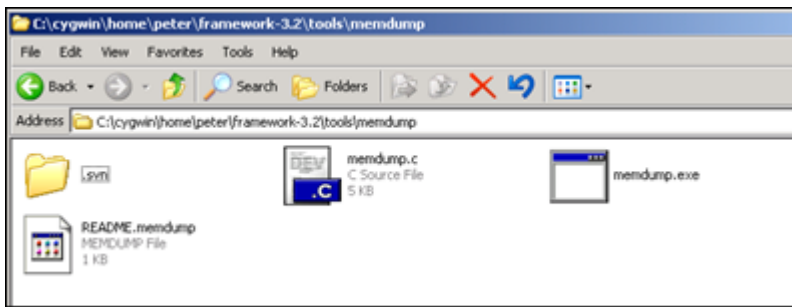 C:\cygwin\home\peter\framework-3.2\tools\memdump
File Edit View Favorites Tools Help
Back Search Folders
Address C:\cygwin\home\peter\framework-3.2\tools\memdump
.svn
memdump.c
C Source File
5 KB
DEV
.C
memdump.exe
README.memdump
MEMDUMP File
1 KB